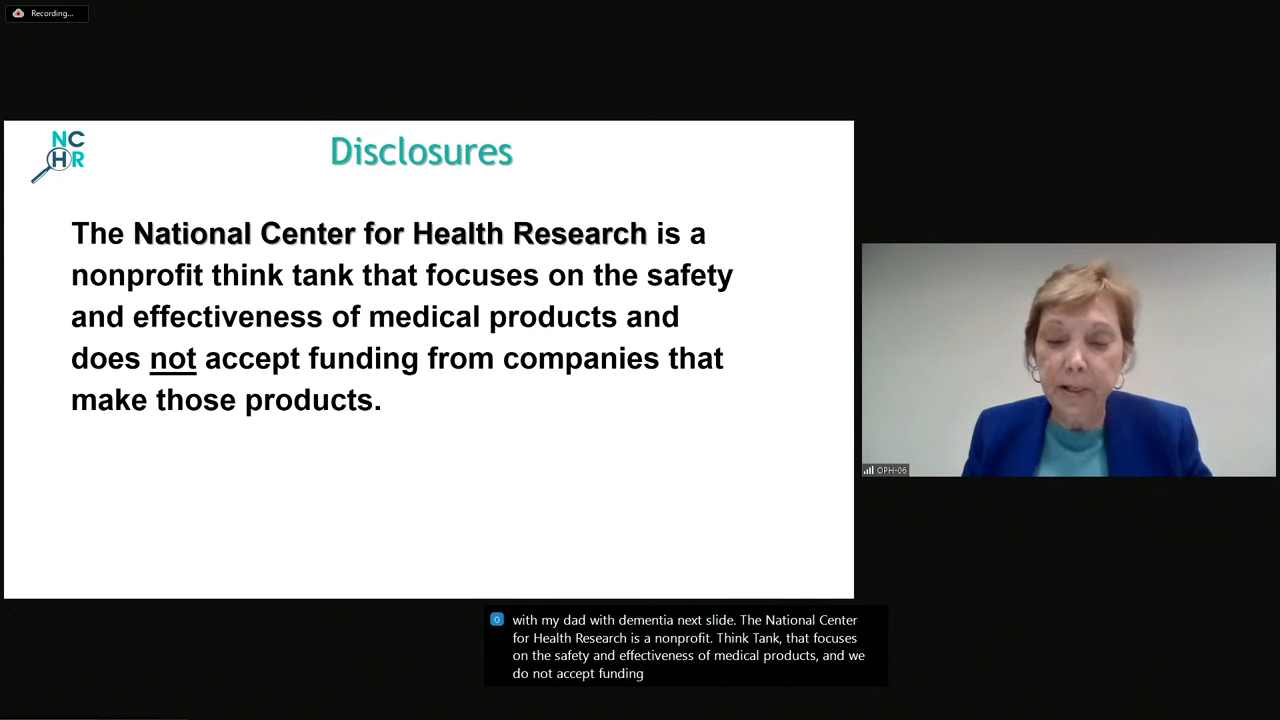 Recording...
NC
HR
Disclosures
The National Center for Health Research is a
nonprofit think tank that focuses on the safety
and effectiveness of medical products and
does not accept funding from companies that
make those products.
OPH-06
O
with my dad with dementia next slide. The National Center
for Health Research is a nonprofit. Think Tank, that focuses
on the safety and effectiveness of medical products, and we
do not accept funding